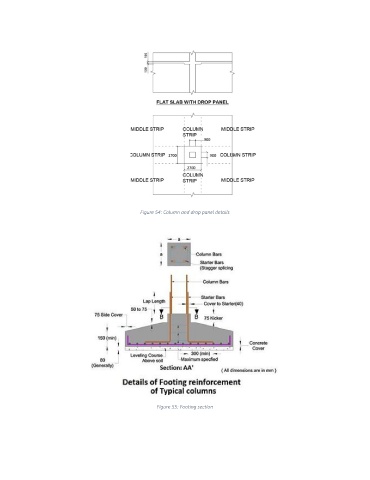 FLAT SLAB WITH DROP PANEL
MIDDLE STRIP
COLUMN STRIP
MIDDLE STRIP
900
COLUMN STRIP
2700
900
COLUMN STRIP
2700
MIDDLE STRIP
COLUMN STRIP
MIDDLE STRIP
Figure 54: Column and drop panel details
a
a
Column Bars
Starter Bars
(Stagger splicing
Column Bars
Lap Length
Starter Bars
Cover to Starter(40)
50 to 75
75 Side Cover
B
B
75 Kicker
150 (min)
Concrete
Cover
Leveling Course
Above soil
300 (min)
Maximum specified
(Generally)
Section: AA'
( All dimensions are in mm )
Details of Footing reinforcement
of Typical columns
Figure 55: Footing section